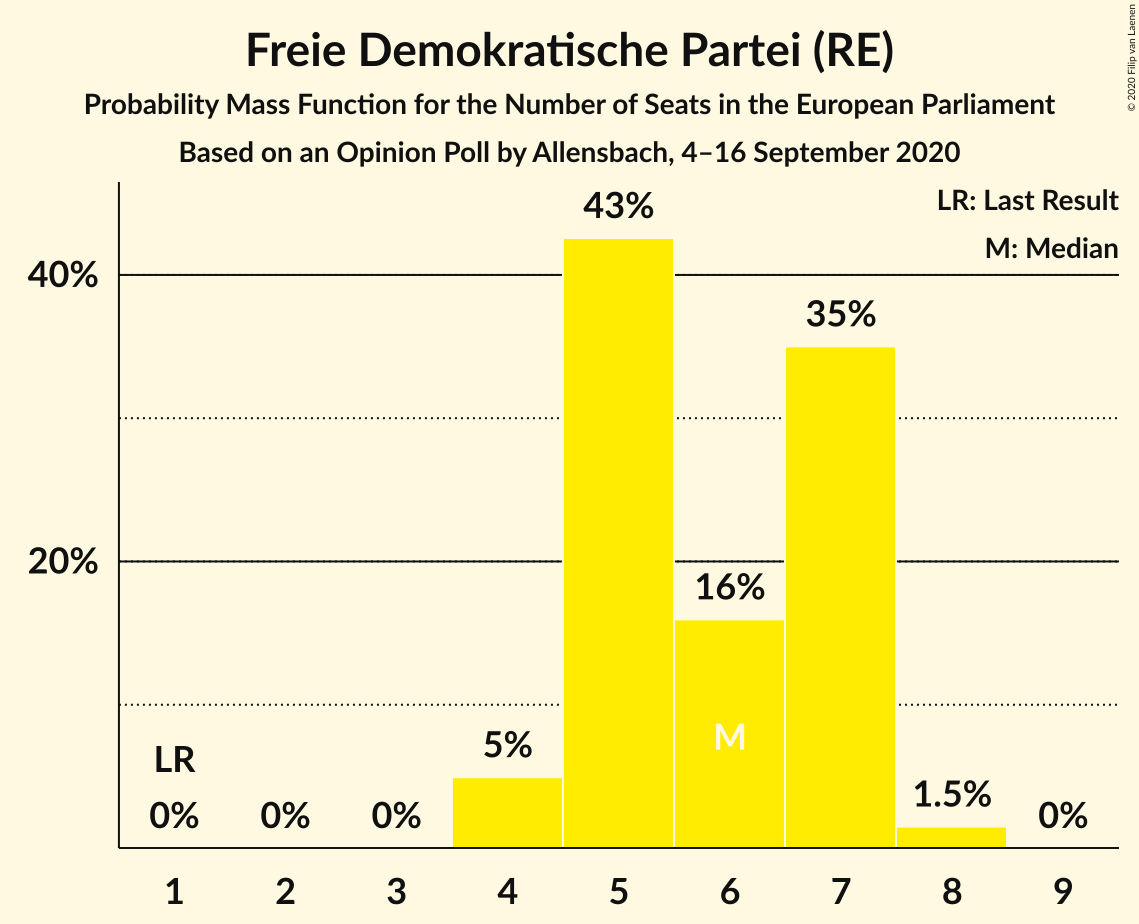 Freie Demokratische Partei (RE)
Probability Mass Function for the Number of Seats in the European Parliament
Based on an Opinion Poll by Allensbach, 4–16 September 2020
© 2020 Filip van Laenen
LR: Last Result
M: Median
43%
40%
35%
20%
16%
M
5%
LR
1.5%
0%
0%
0%
0%
1 2 3 4 5 6 7 8 9